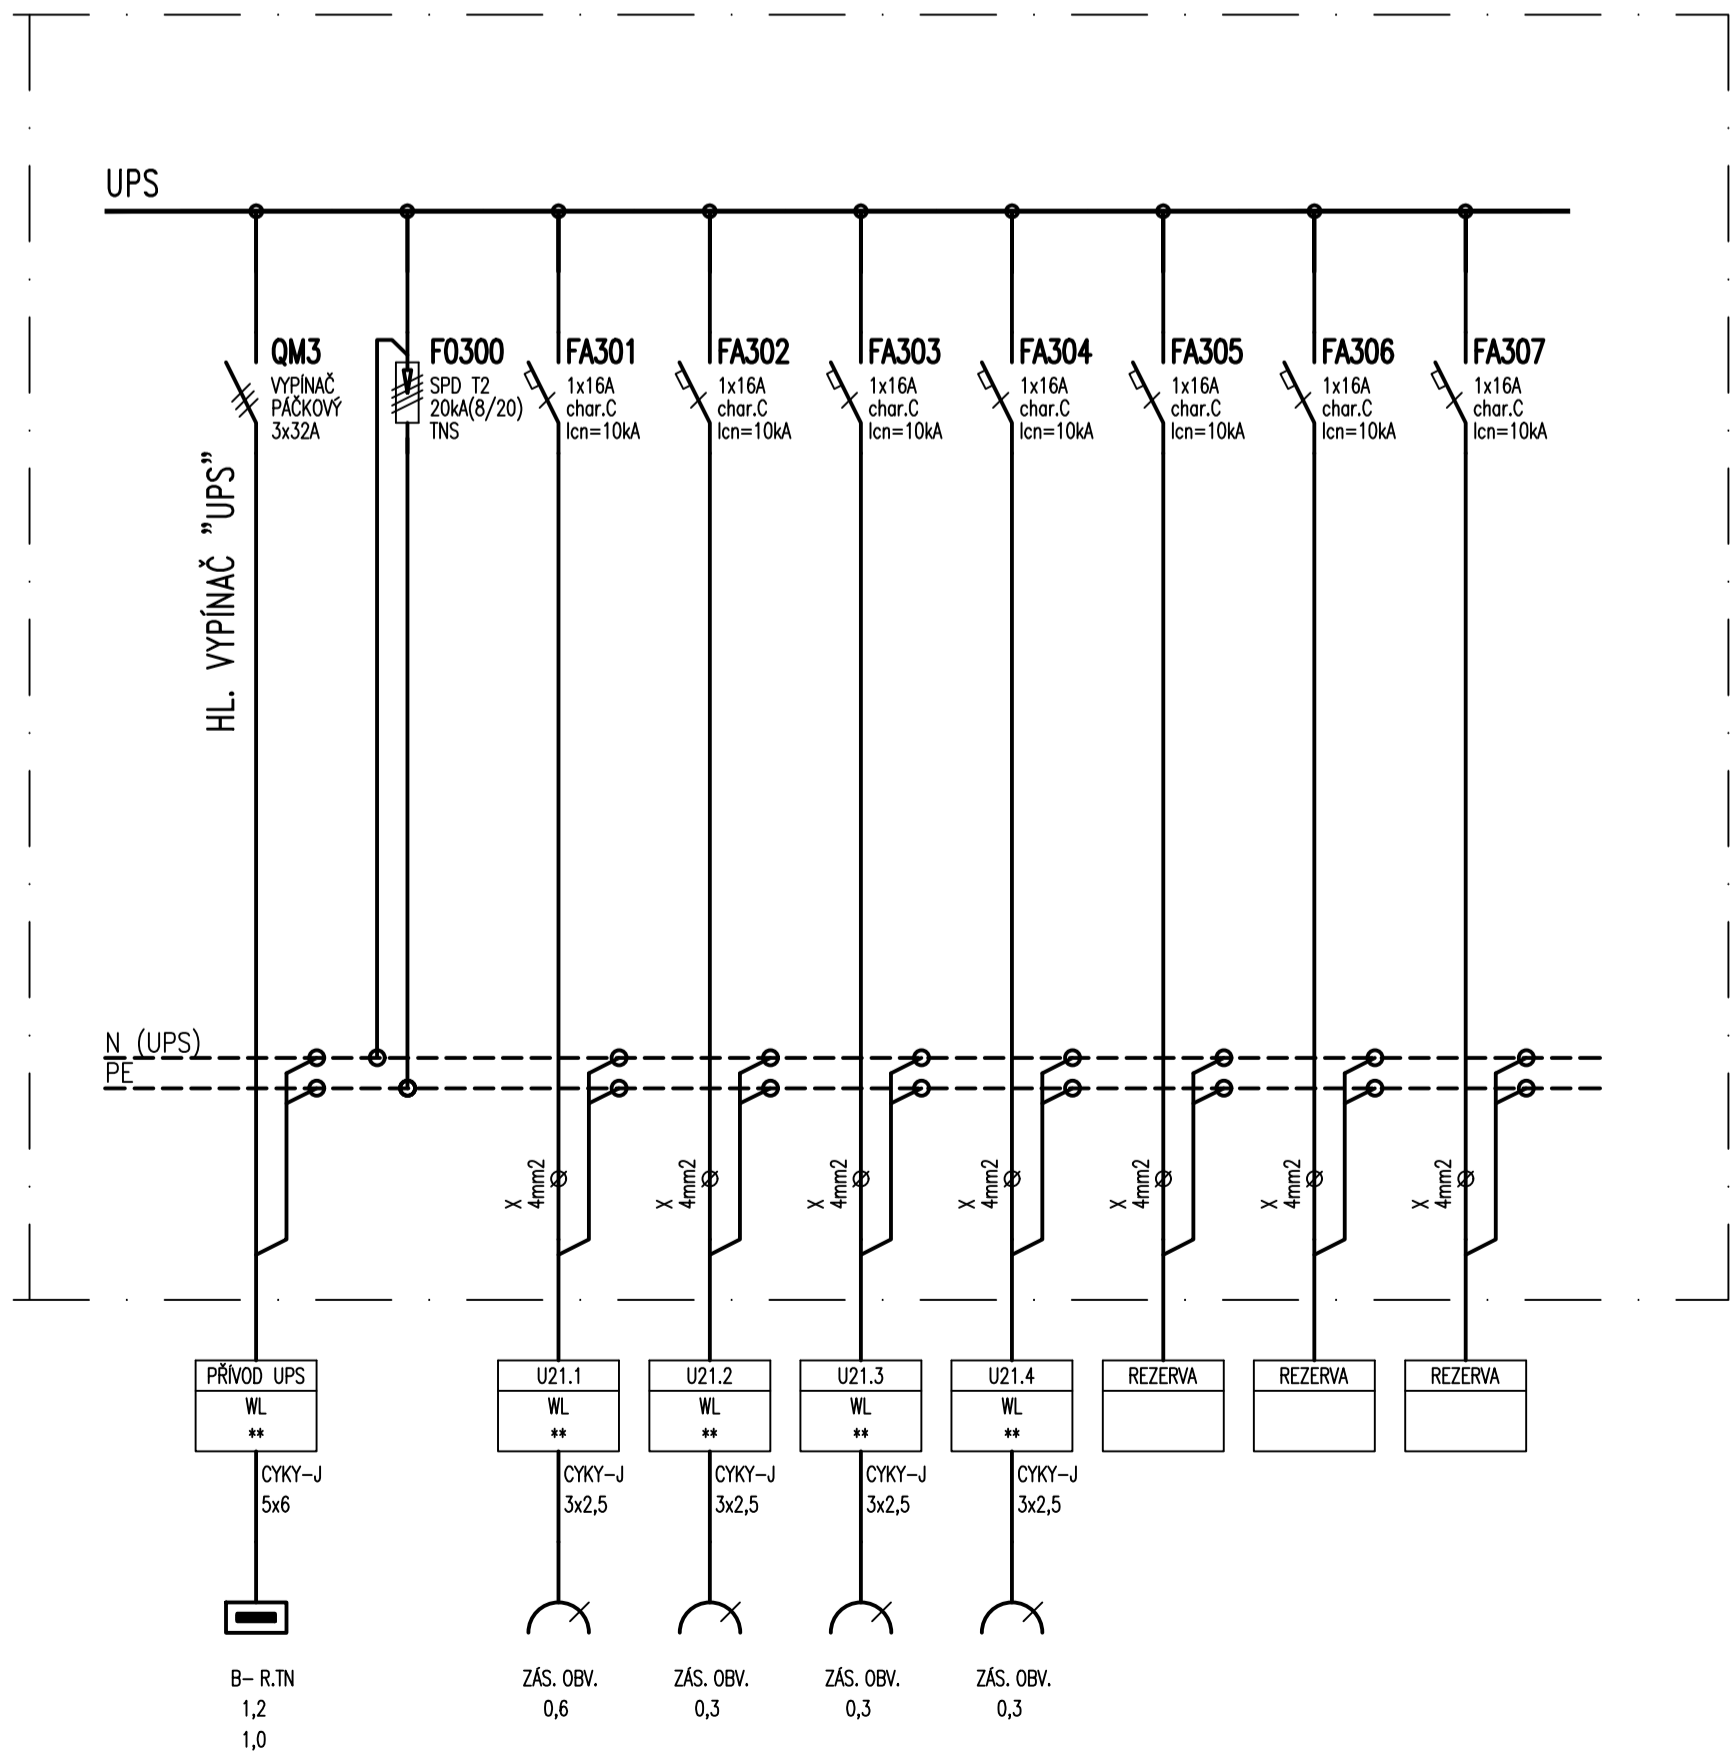 UPS
QM3
VYPÍNAČ
PÁČKOVÝ
3x32A
F0300
SPD T2
20kA(8/20)
TNS
FA301
1x16A
char.C
Icn=10kA
FA302
1x16A
char.C
Icn=10kA
FA303
1x16A
char.C
Icn=10kA
FA304
1x16A
char.C
Icn=10kA
FA305
1x16A
char.C
Icn=10kA
FA306
1x16A
char.C
Icn=10kA
FA307
1x16A
char.C
Icn=10kA
HL. VYPÍNAČ "UPS"
N (UPS)
PE
X
4mm2
X
4mm2
X
4mm2
X
4mm2
X
4mm2
X
4mm2
X
4mm2
PŘÍVOD UPS
WL
**
CYKY-J
5x6
B- R.TN
1,2
1,0
U21.1
WL
**
CYKY-J
3x2,5
ZÁS. OBV.
0,6
U21.2
WL
**
CYKY-J
3x2,5
ZÁS. OBV.
0,3
U21.3
WL
**
CYKY-J
3x2,5
ZÁS. OBV.
0,3
U21.4
WL
**
CYKY-J
3x2,5
ZÁS. OBV.
0,3
REZERVA
REZERVA
REZERVA